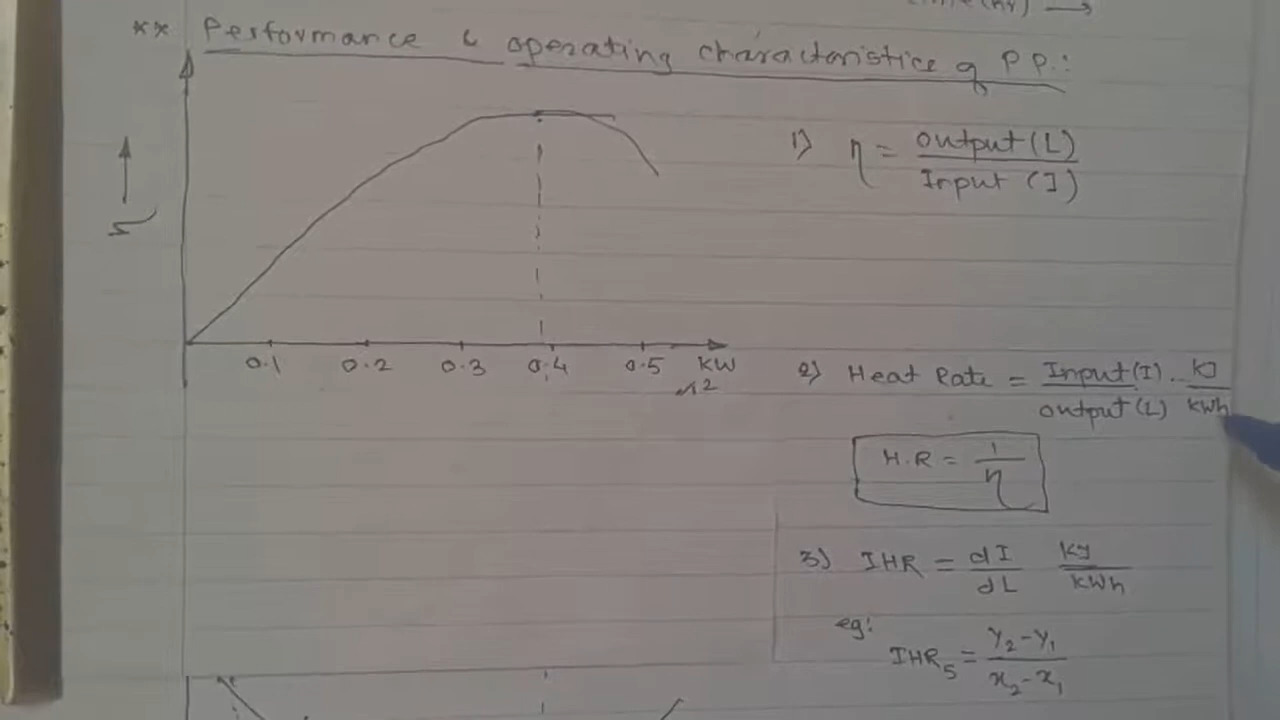 ** Performance & operating characteristics of P P.:
η
1) η = output (L) / Input (I)
0.1 0.2 0.3 0.4 0.5 KW
2) Heat Rate = Input (I) / output (L) . KJ / kWh
H.R = 1 / η
3) IHR = dI / dL KJ / kWh
eg:
IHR5 = y2 - y1 / x2 - x1